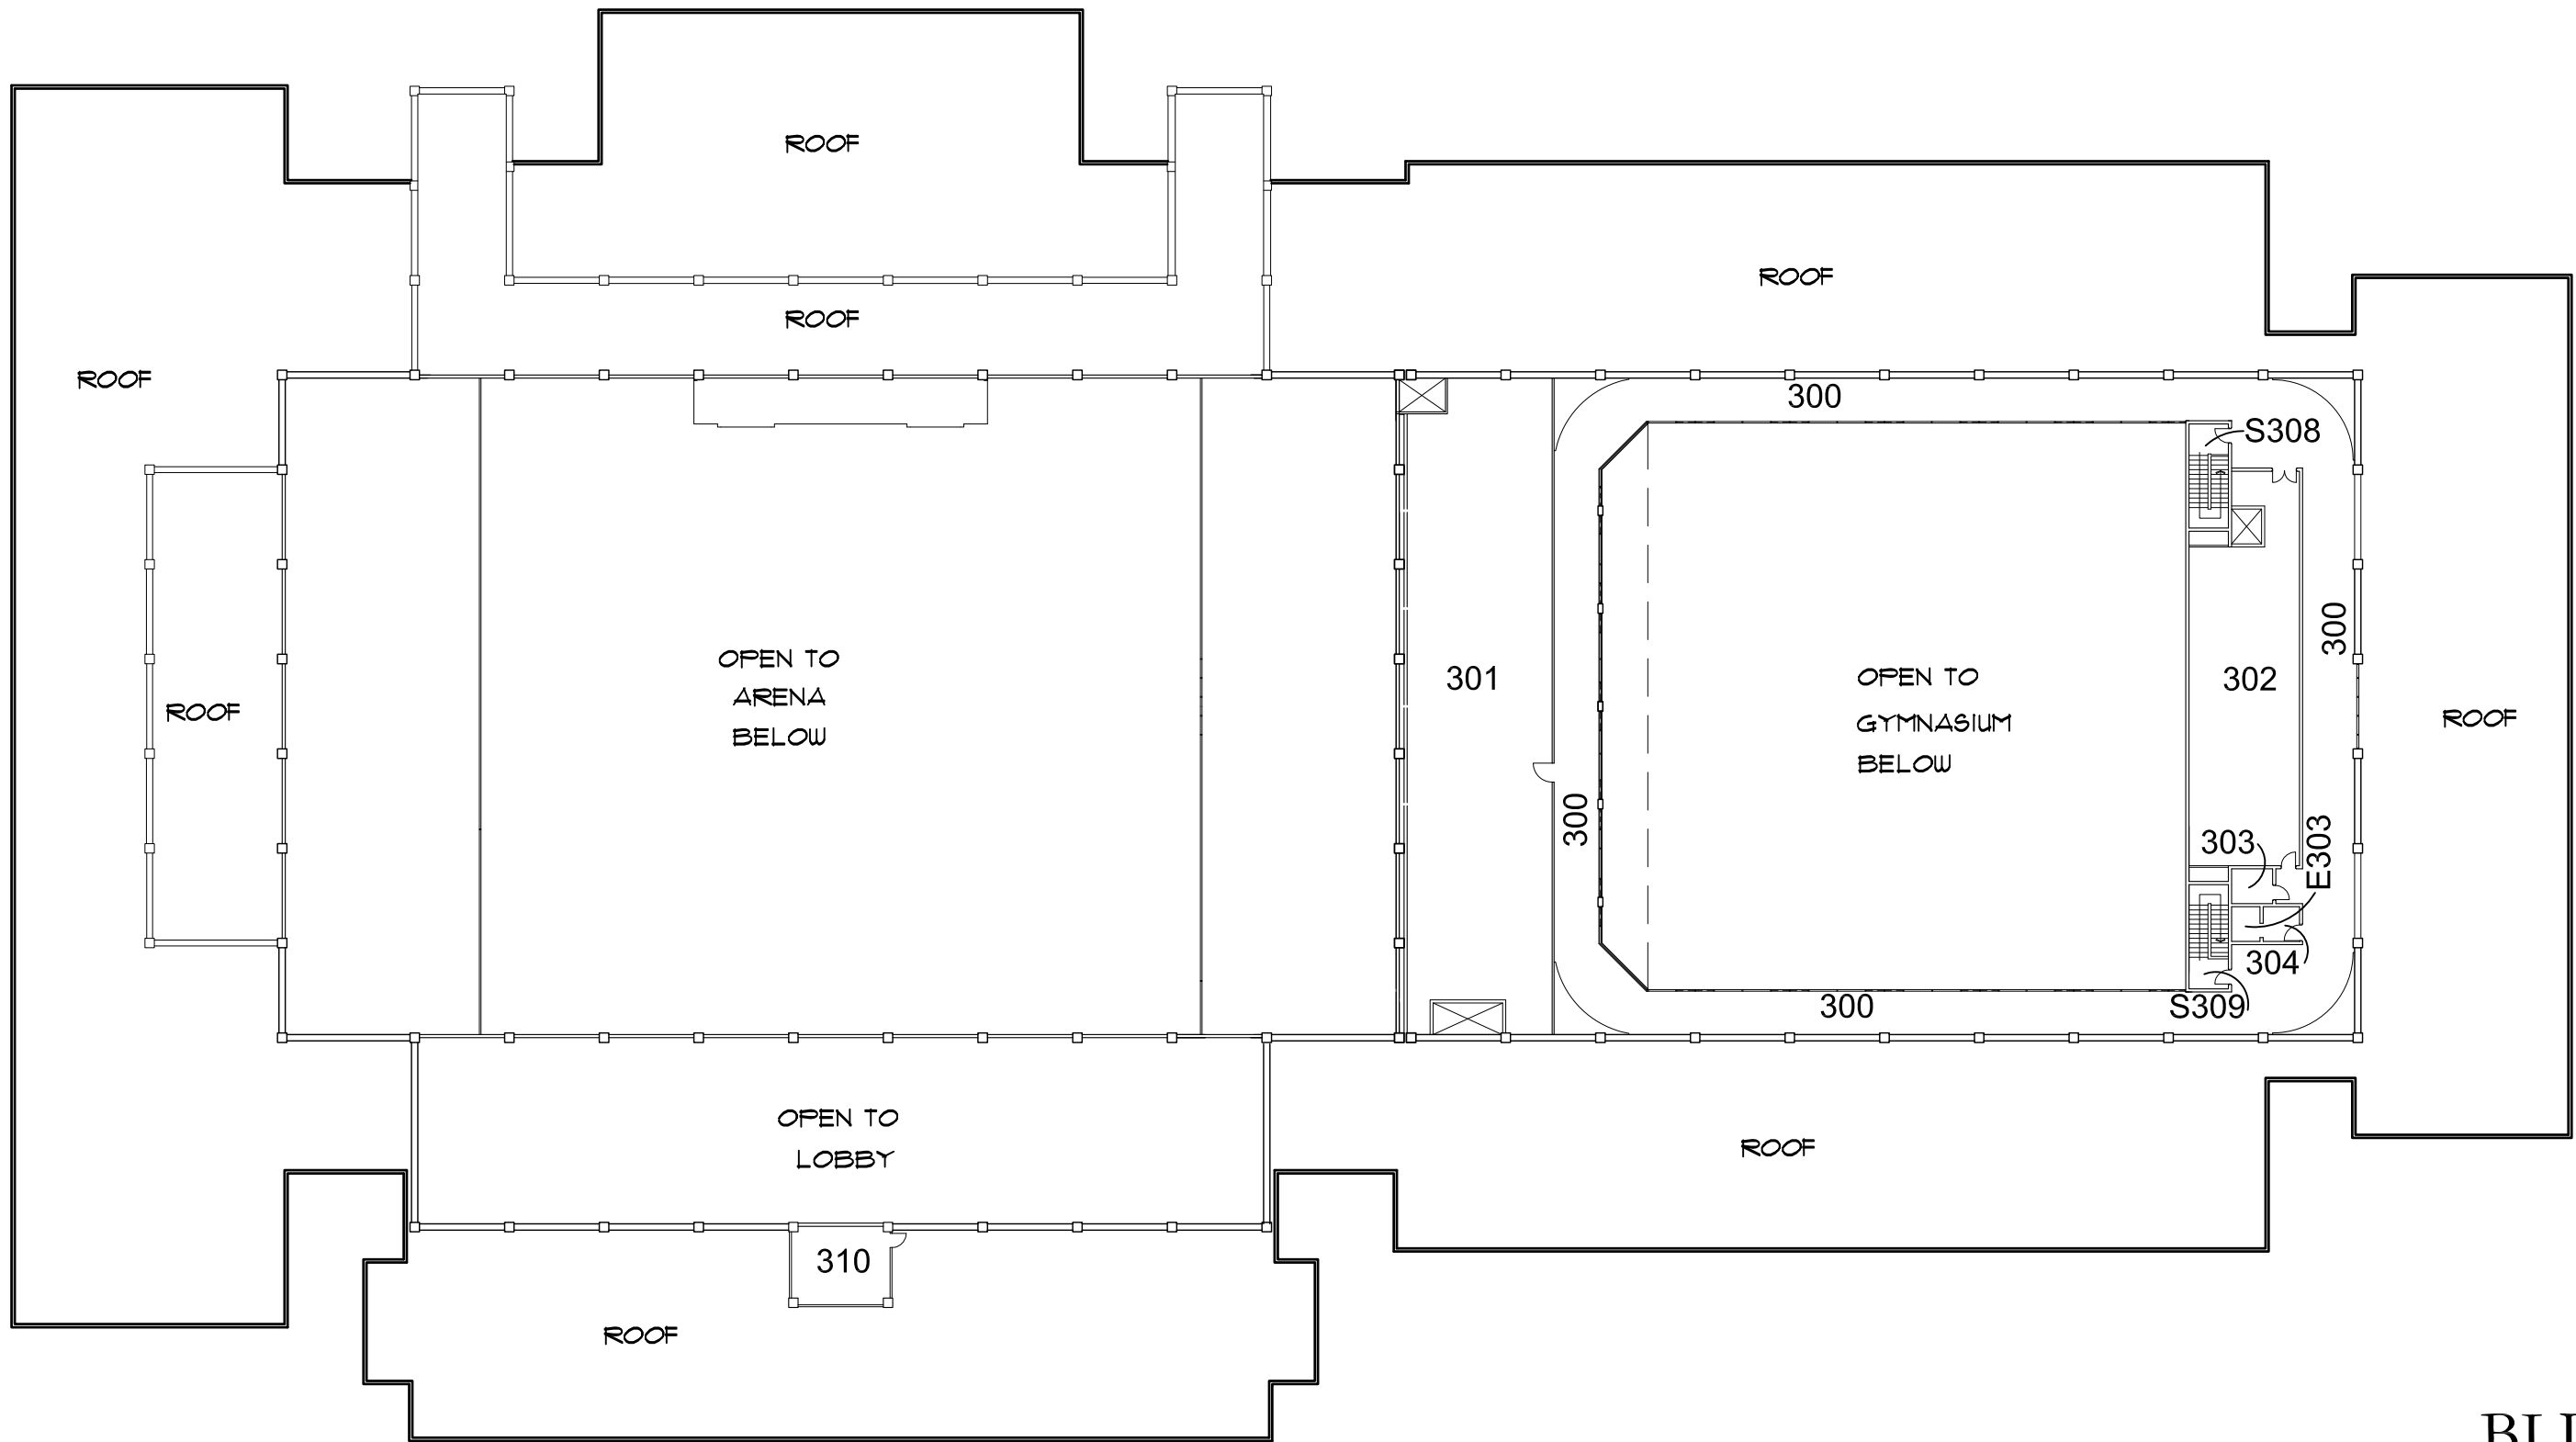 ROOF
ROOF
ROOF
ROOF
300
S308
OPEN TO
ARENA
BELOW
301
OPEN TO
GYMNASIUM
BELOW
302
300
ROOF
ROOF
300
303
E303
304
S309
300
OPEN TO
LOBBY
ROOF
310
ROOF